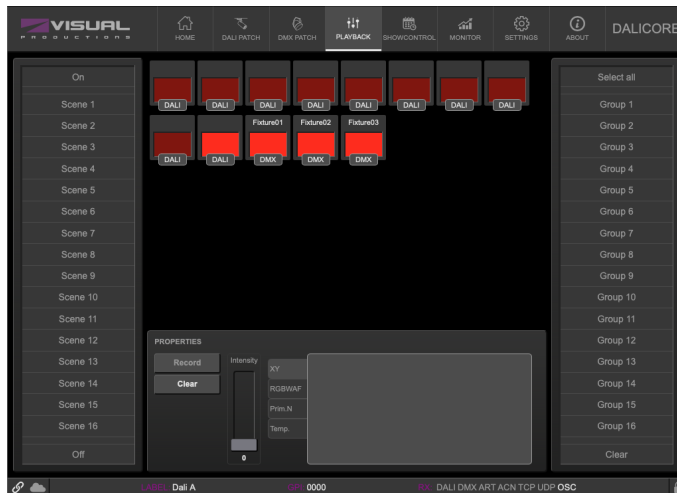 VISUAL
PRODUCTIONS
HOME
DALI PATCH
DMX PATCH
PLAYBACK
SHOWCONTROL
MONITOR
SETTINGS
ABOUT
DALICORE
On
Scene 1
Scene 2
Scene 3
Scene 4
Scene 5
Scene 6
Scene 7
Scene 8
Scene 9
Scene 10
Scene 11
Scene 12
Scene 13
Scene 14
Scene 15
Scene 16
Off
DALI DALI DALI DALI DALI DALI DALI DALI
Fixture01 Fixture02 Fixture03
DALI DALI DMX DMX DMX
PROPERTIES
Record
Clear
Intensity
0
XY
RGBWAF
Prim.N
Temp.
Select all
Group 1
Group 2
Group 3
Group 4
Group 5
Group 6
Group 7
Group 8
Group 9
Group 10
Group 11
Group 12
Group 13
Group 14
Group 15
Group 16
Clear
LABEL: Dali A
0000
DALI DMX ART ACN TCP UDP OSC